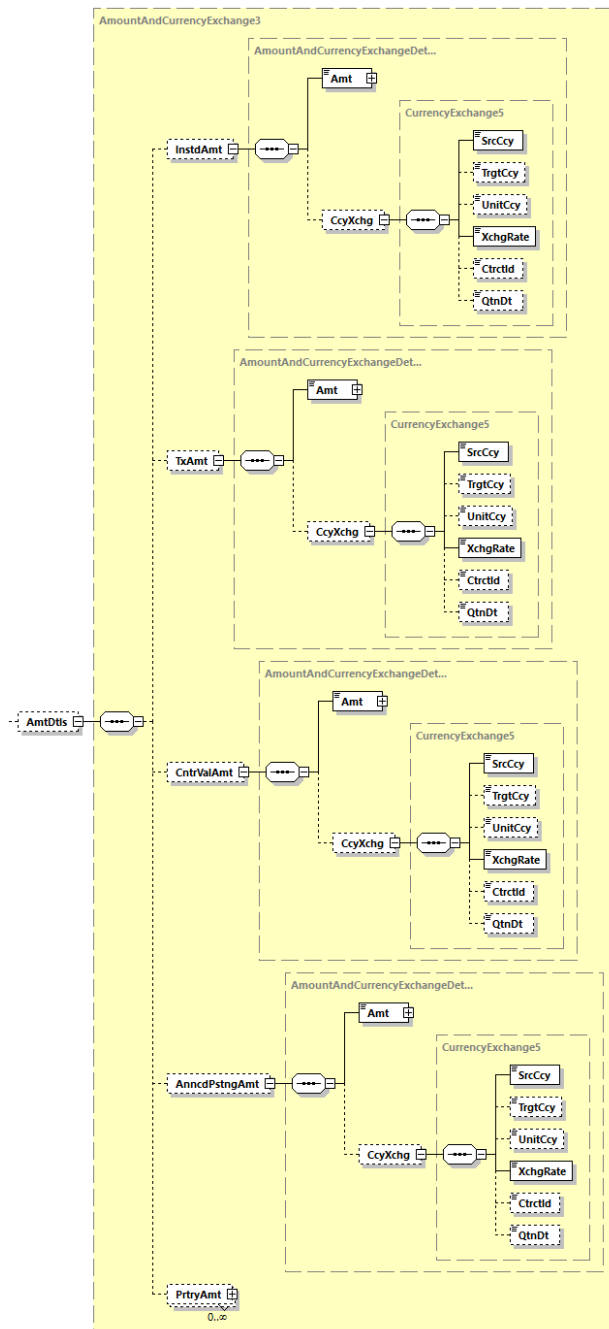 AmountAndCurrencyExchange3
AmountAndCurrencyExchangeDet...
Amt
CurrencyExchange5
SrcCcy
InstdAmt
TrgtCcy
UnitCcy
CcyXchg
XchgRate
CtrctId
QtnDt
AmountAndCurrencyExchangeDet...
Amt
CurrencyExchange5
SrcCcy
TxAmt
TrgtCcy
UnitCcy
CcyXchg
XchgRate
CtrctId
QtnDt
AmountAndCurrencyExchangeDet...
Amt
AmtDtls
CurrencyExchange5
SrcCcy
CntrValAmt
TrgtCcy
UnitCcy
CcyXchg
XchgRate
CtrctId
QtnDt
AmountAndCurrencyExchangeDet...
Amt
CurrencyExchange5
SrcCcy
AnncdPstngAmt
TrgtCcy
UnitCcy
CcyXchg
XchgRate
CtrctId
QtnDt
PrtryAmt
0..∞